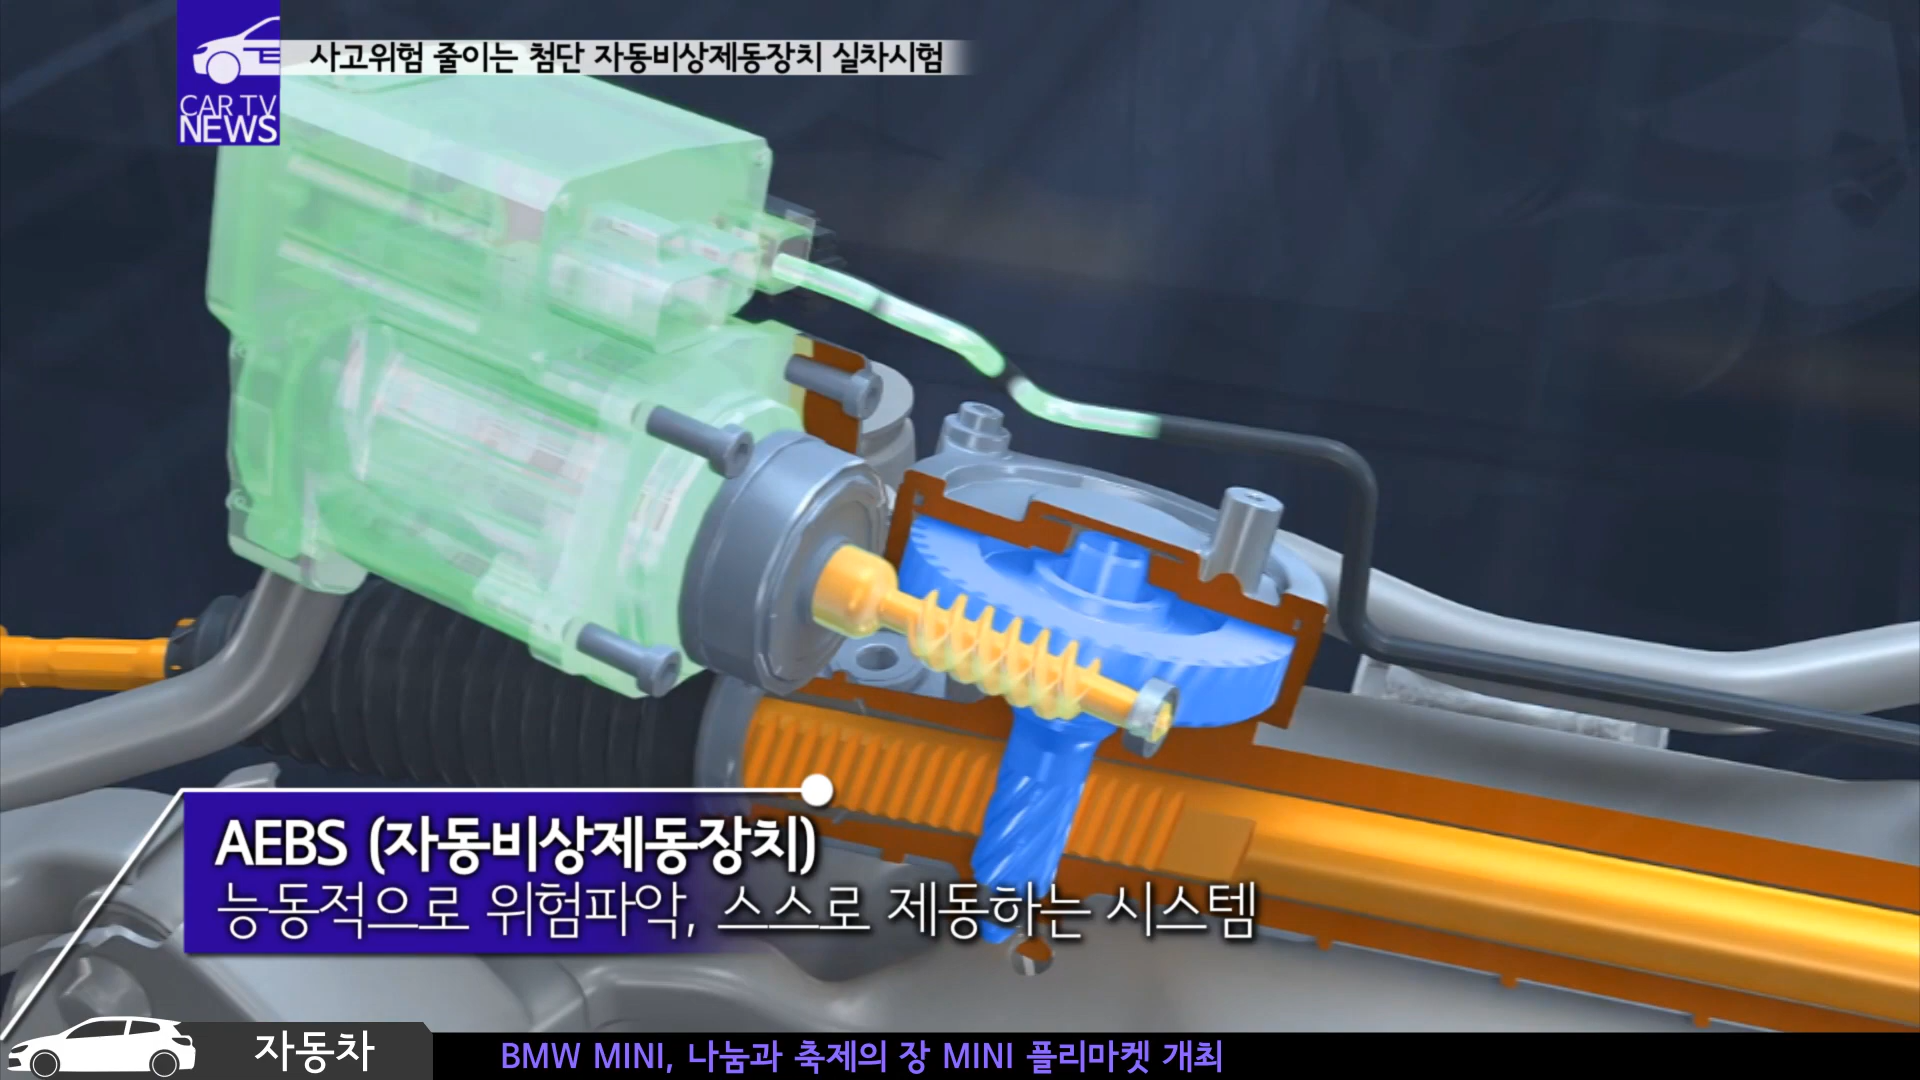 사고위험 줄이는 첨단 자동비상제동장치 실차시험
CAR TV
NEWS
AEBS (자동비상제동장치)
능동적으로 위험파악, 스스로 제동하는 시스템
자동차
BMW MINI, 나눔과 축제의 장 MINI 플리마켓 개최